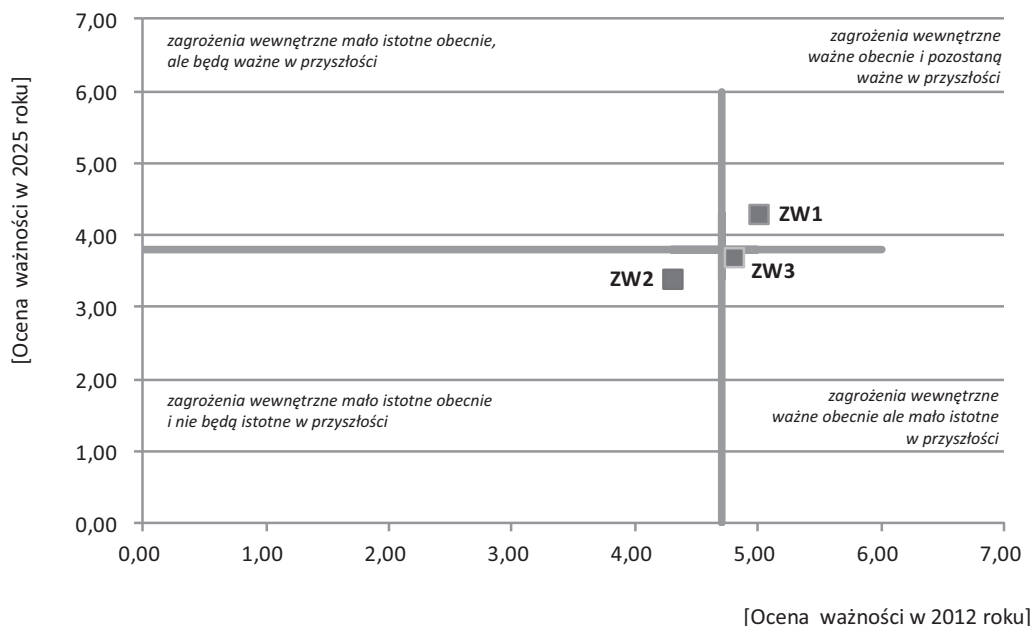 7,00
6,00
5,00
4,00
3,00
2,00
1,00
0,00
[Ocena ważności w 2025 roku]
zagrożenia wewnętrzne mało istotne obecnie,
ale będą ważne w przyszłości
zagrożenia wewnętrzne
ważne obecnie i pozostaną
ważne w przyszłości
ZW1
ZW3
ZW2
zagrożenia wewnętrzne mało istotne obecnie
i nie będą istotne w przyszłości
zagrożenia wewnętrzne
ważne obecnie ale mało istotne
w przyszłości
0,00 1,00 2,00 3,00 4,00 5,00 6,00 7,00
[Ocena ważności w 2012 roku]